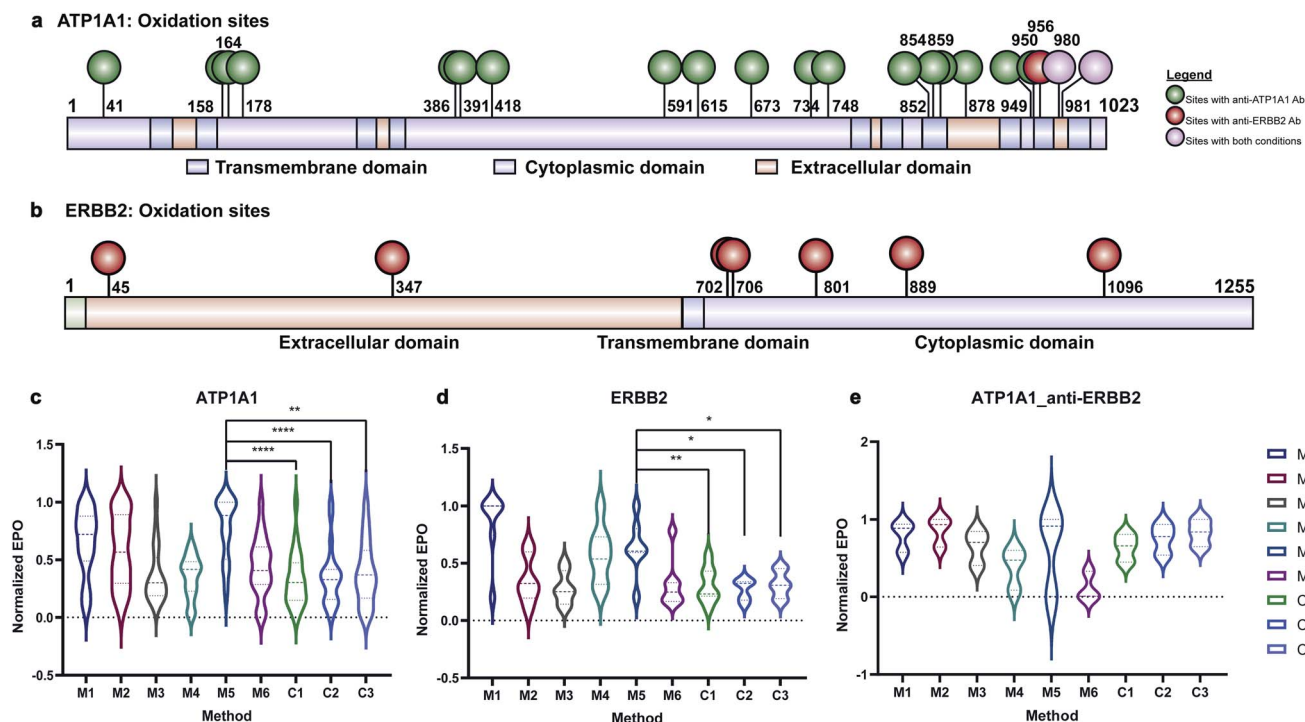 a ATP1A1: Oxidation sites
164
854 859
950
956
980
1
41
158
178
386
391
418
591
615
673
734
748
852
878
949
981
1023
Legend
Sites with anti-ATP1A1 Ab
Sites with anti-ERBB2 Ab
Sites with both conditions
Transmembrane domain
Cytoplasmic domain
Extracellular domain
b ERBB2: Oxidation sites
1
45
347
702
706
801
889
1096
1255
Extracellular domain
Transmembrane domain
Cytoplasmic domain
c
ATP1A1
**
****
****
Normalized EPO
1.5
1.0
0.5
0.0
-0.5
M1 M2 M3 M4 M5 M6 C1 C2 C3
Method
d
ERBB2
*
*
**
Normalized EPO
1.5
1.0
0.5
0.0
-0.5
M1 M2 M3 M4 M5 M6 C1 C2 C3
Method
e
ATP1A1_anti-ERBB2
Normalized EPO
2
1
0
-1
M1 M2 M3 M4 M5 M6 C1 C2 C3
Method
M
M
M
M
M
M